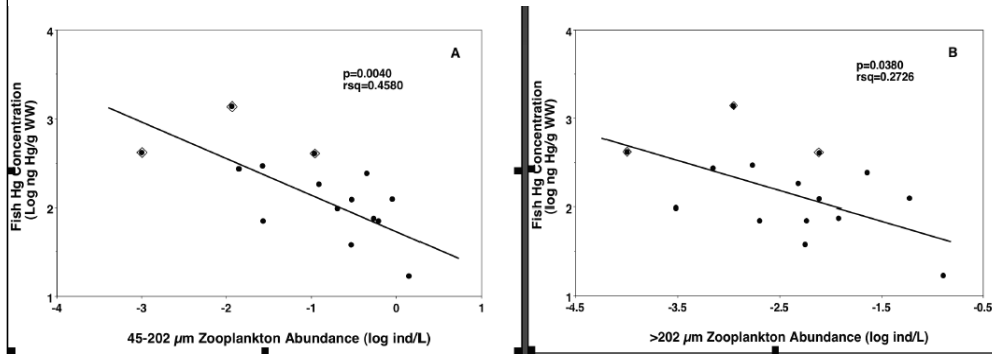 A
p=0.0040
rsq=0.4580
Fish Hg Concentration
(Log ng Hg/g WW)
4
3
2
1
-4
-3
-2
-1
0
1
45-202 µm Zooplankton Abundance (log ind/L)
B
p=0.0380
rsq=0.2726
Fish Hg Concentration
(log ng Hg/g WW)
4
3
2
1
-4.5
-3.5
-2.5
-1.5
-0.5
>202 µm Zooplankton Abundance (log ind/L)